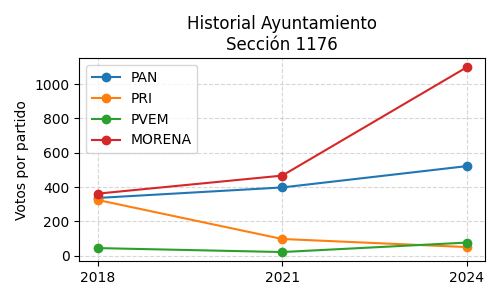 Historial Ayuntamiento
Sección 1176
Votos por partido
1000
800
600
400
200
0
PAN
PRI
PVEM
MORENA
2018
2021
2024